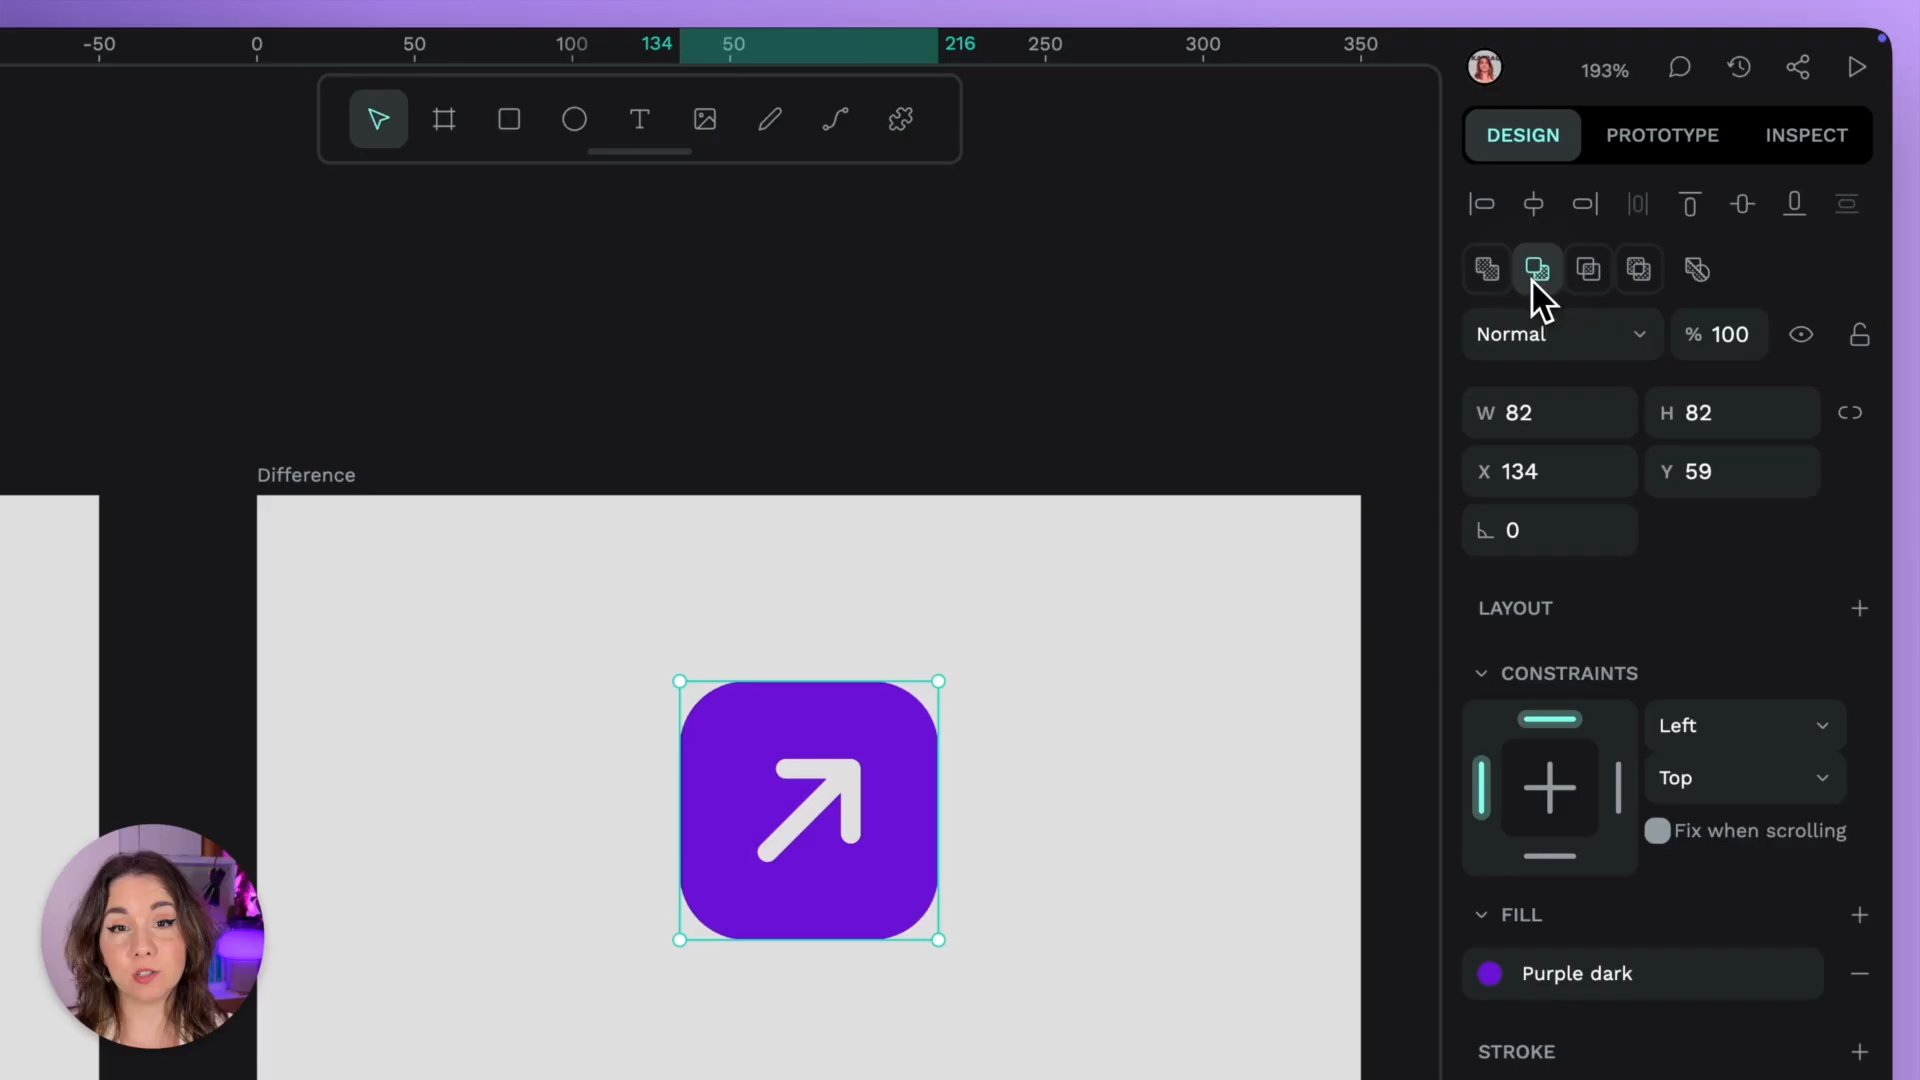 -50 0 50 100 134 50 216 250 300 350
193%
DESIGN PROTOTYPE INSPECT
Normal % 100
W 82 H 82
X 134 Y 59
0
Difference
LAYOUT
CONSTRAINTS
Left
Top
Fix when scrolling
FILL
Purple dark
STROKE